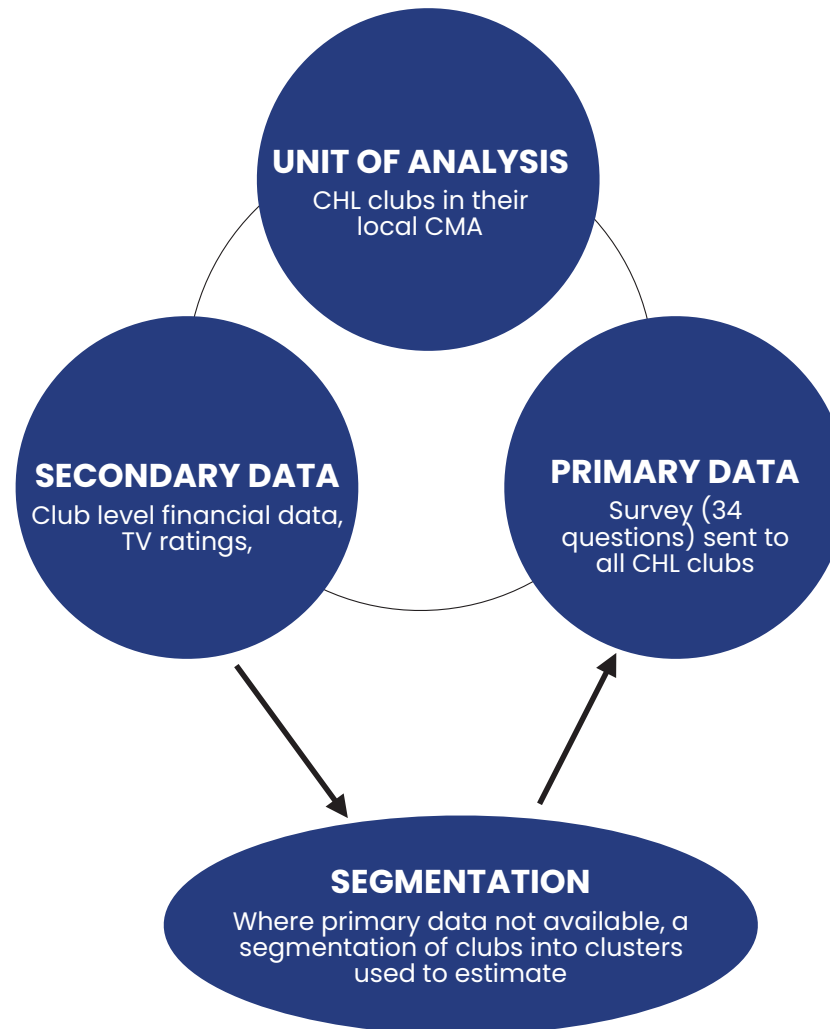 UNIT OF ANALYSIS
CHL clubs in their
local CMA
SECONDARY DATA
Club level financial data,
TV ratings,
PRIMARY DATA
Survey (34
questions) sent to
all CHL clubs
SEGMENTATION
Where primary data not available, a
segmentation of clubs into clusters
used to estimate